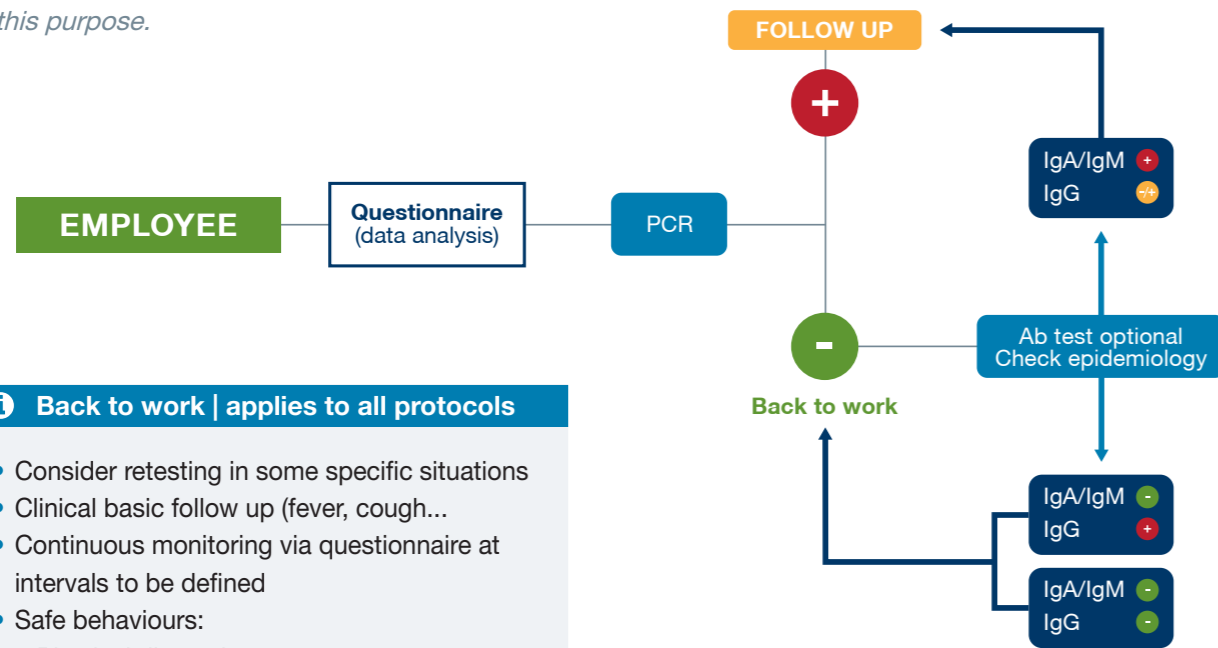 this purpose.
FOLLOW UP
+
IgA/IgM +
IgG -/+
EMPLOYEE
Questionnaire
(data analysis)
PCR
-
Ab test optional
Check epidemiology
Back to work
i Back to work | applies to all protocols
• Consider retesting in some specific situations
• Clinical basic follow up (fever, cough...
• Continuous monitoring via questionnaire at
intervals to be defined
• Safe behaviours:
IgA/IgM -
IgG +
IgA/IgM -
IgG -